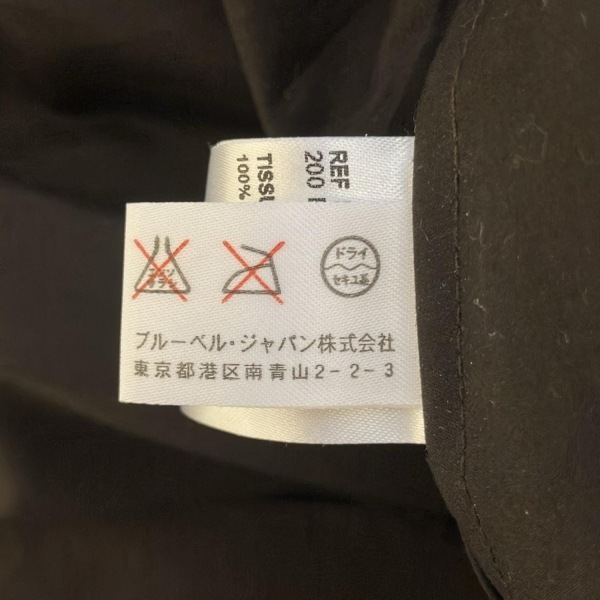 REF
200
TISSU
100%
エンソ
サラシ
ドライ
セキユ系
ブルーベル・ジャパン株式会社
東京都港区南青山2-2-3